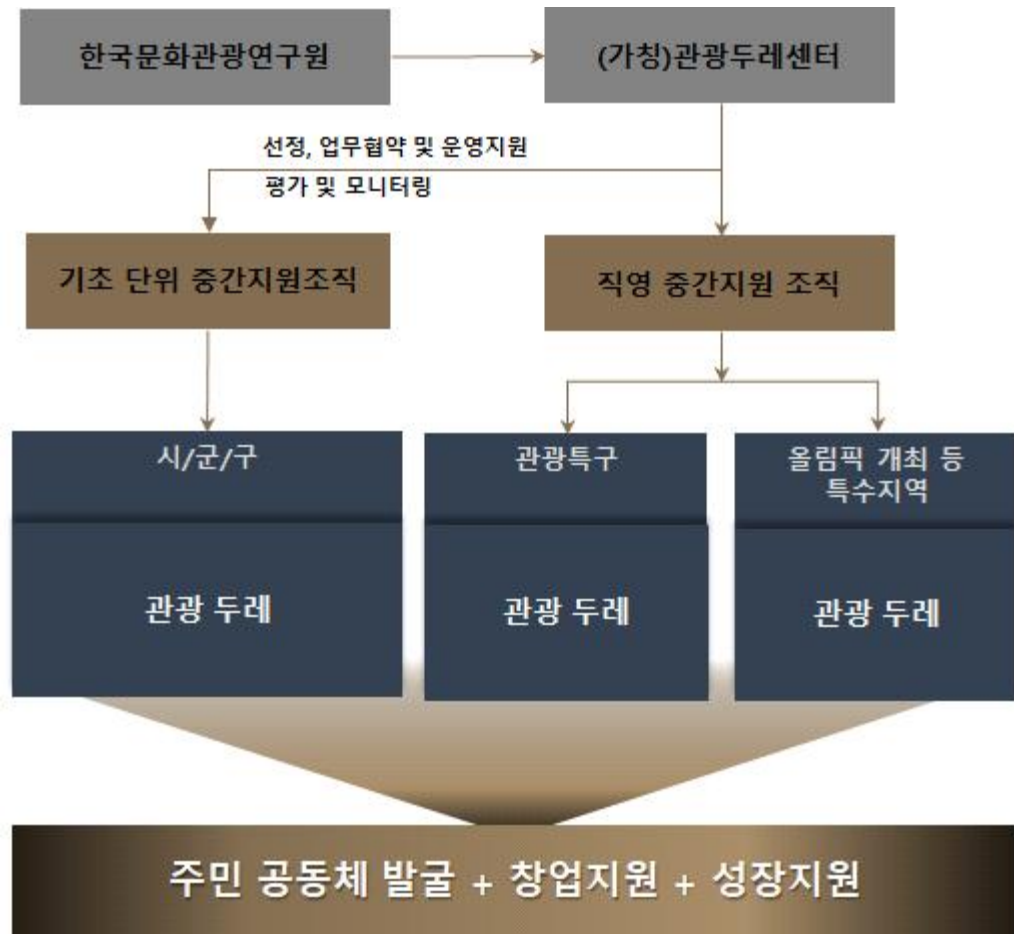 한국문화관광연구원
(가칭)관광두레센터
선정, 업무협약 및 운영지원
평가 및 모니터링
기초 단위 중간지원조직
직영 중간지원 조직
시/군/구
관광특구
올림픽 개최 등
특수지역
관광 두레
관광 두레
관광 두레
주민 공동체 발굴 + 창업지원 + 성장지원